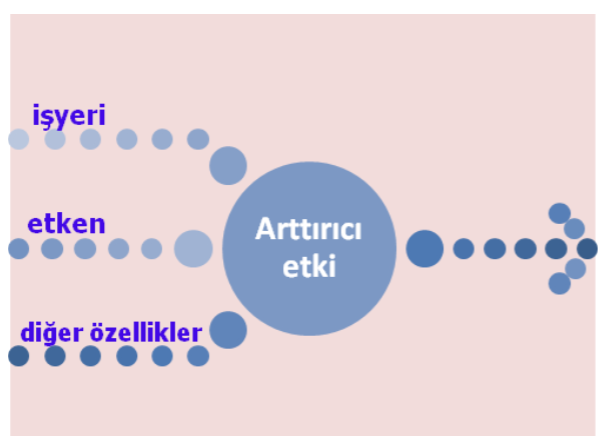 işyeri
etken
Arttırıcı
etki
diğer özellikler